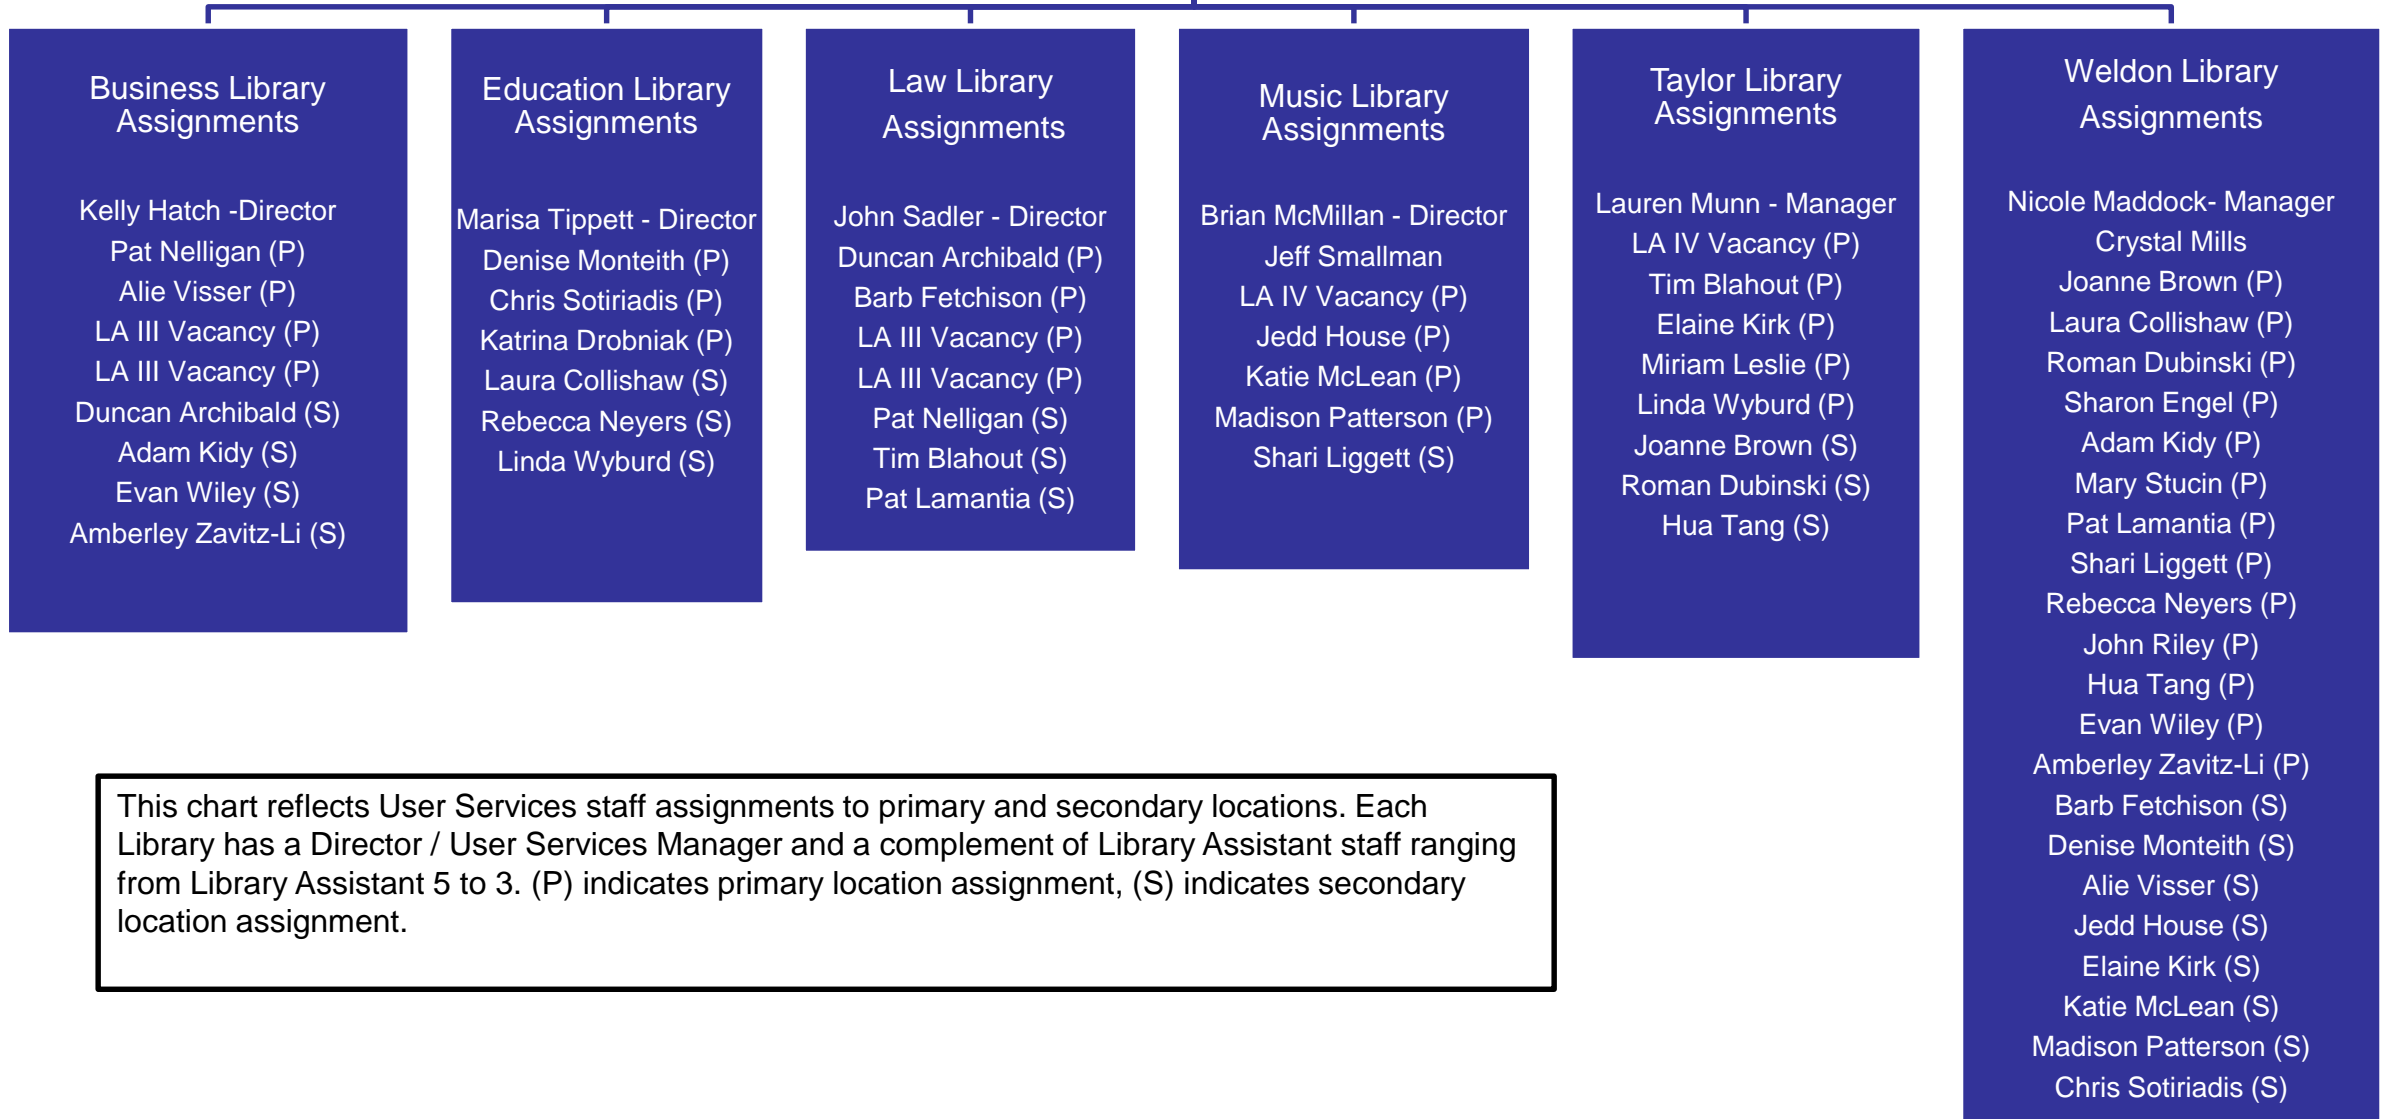 Business Library
Assignments
Kelly Hatch -Director
Pat Nelligan (P)
Alie Visser (P)
LA III Vacancy (P)
LA III Vacancy (P)
Duncan Archibald (S)
Adam Kidy (S)
Evan Wiley (S)
Amberley Zavitz-Li (S)
Education Library
Assignments
Marisa Tippett - Director
Denise Monteith (P)
Chris Sotiriadis (P)
Katrina Drobniak (P)
Laura Collishaw (S)
Rebecca Neyers (S)
Linda Wyburd (S)
Law Library
Assignments
John Sadler - Director
Duncan Archibald (P)
Barb Fetchison (P)
LA III Vacancy (P)
LA III Vacancy (P)
Pat Nelligan (S)
Tim Blahout (S)
Pat Lamantia (S)
Music Library
Assignments
Brian McMillan - Director
Jeff Smallman
LA IV Vacancy (P)
Jedd House (P)
Katie McLean (P)
Madison Patterson (P)
Shari Liggett (S)
Taylor Library
Assignments
Lauren Munn - Manager
LA IV Vacancy (P)
Tim Blahout (P)
Elaine Kirk (P)
Miriam Leslie (P)
Linda Wyburd (P)
Joanne Brown (S)
Roman Dubinski (S)
Hua Tang (S)
Weldon Library
Assignments
Nicole Maddock- Manager
Crystal Mills
Joanne Brown (P)
Laura Collishaw (P)
Roman Dubinski (P)
Sharon Engel (P)
Adam Kidy (P)
Mary Stucin (P)
Pat Lamantia (P)
Shari Liggett (P)
Rebecca Neyers (P)
John Riley (P)
Hua Tang (P)
Evan Wiley (P)
Amberley Zavitz-Li (P)
Barb Fetchison (S)
Denise Monteith (S)
Alie Visser (S)
Jedd House (S)
Elaine Kirk (S)
Katie McLean (S)
Madison Patterson (S)
Chris Sotiriadis (S)
This chart reflects User Services staff assignments to primary and secondary locations. Each
Library has a Director / User Services Manager and a complement of Library Assistant staff ranging
from Library Assistant 5 to 3. (P) indicates primary location assignment, (S) indicates secondary
location assignment.